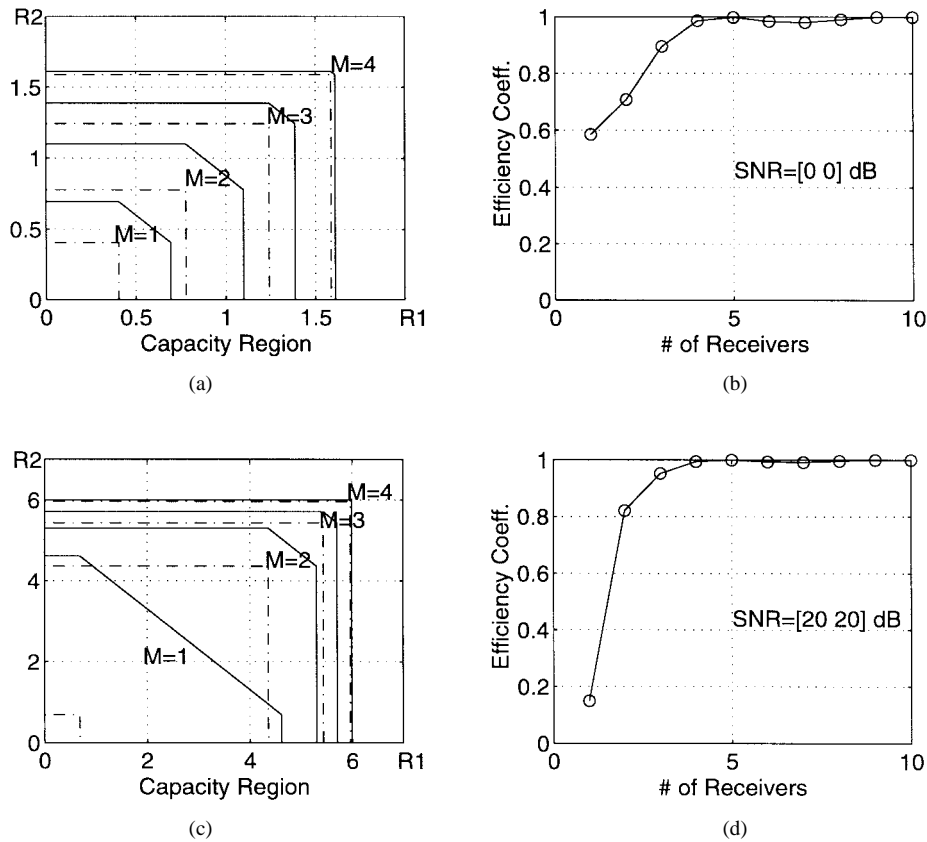 R2
1.5
1
0.5
0
M=4
M=3
M=2
M=1
0 0.5 1 1.5 R1
Capacity Region
(a)
1
0.8
0.6
0.4
0.2
0
Efficiency Coeff.
SNR=[0 0] dB
0 5 10
# of Receivers
(b)
R2
6
4
2
0
M=4
M=3
M=2
M=1
0 2 4 6 R1
Capacity Region
(c)
1
0.8
0.6
0.4
0.2
0
Efficiency Coeff.
SNR=[20 20] dB
0 5 10
# of Receivers
(d)